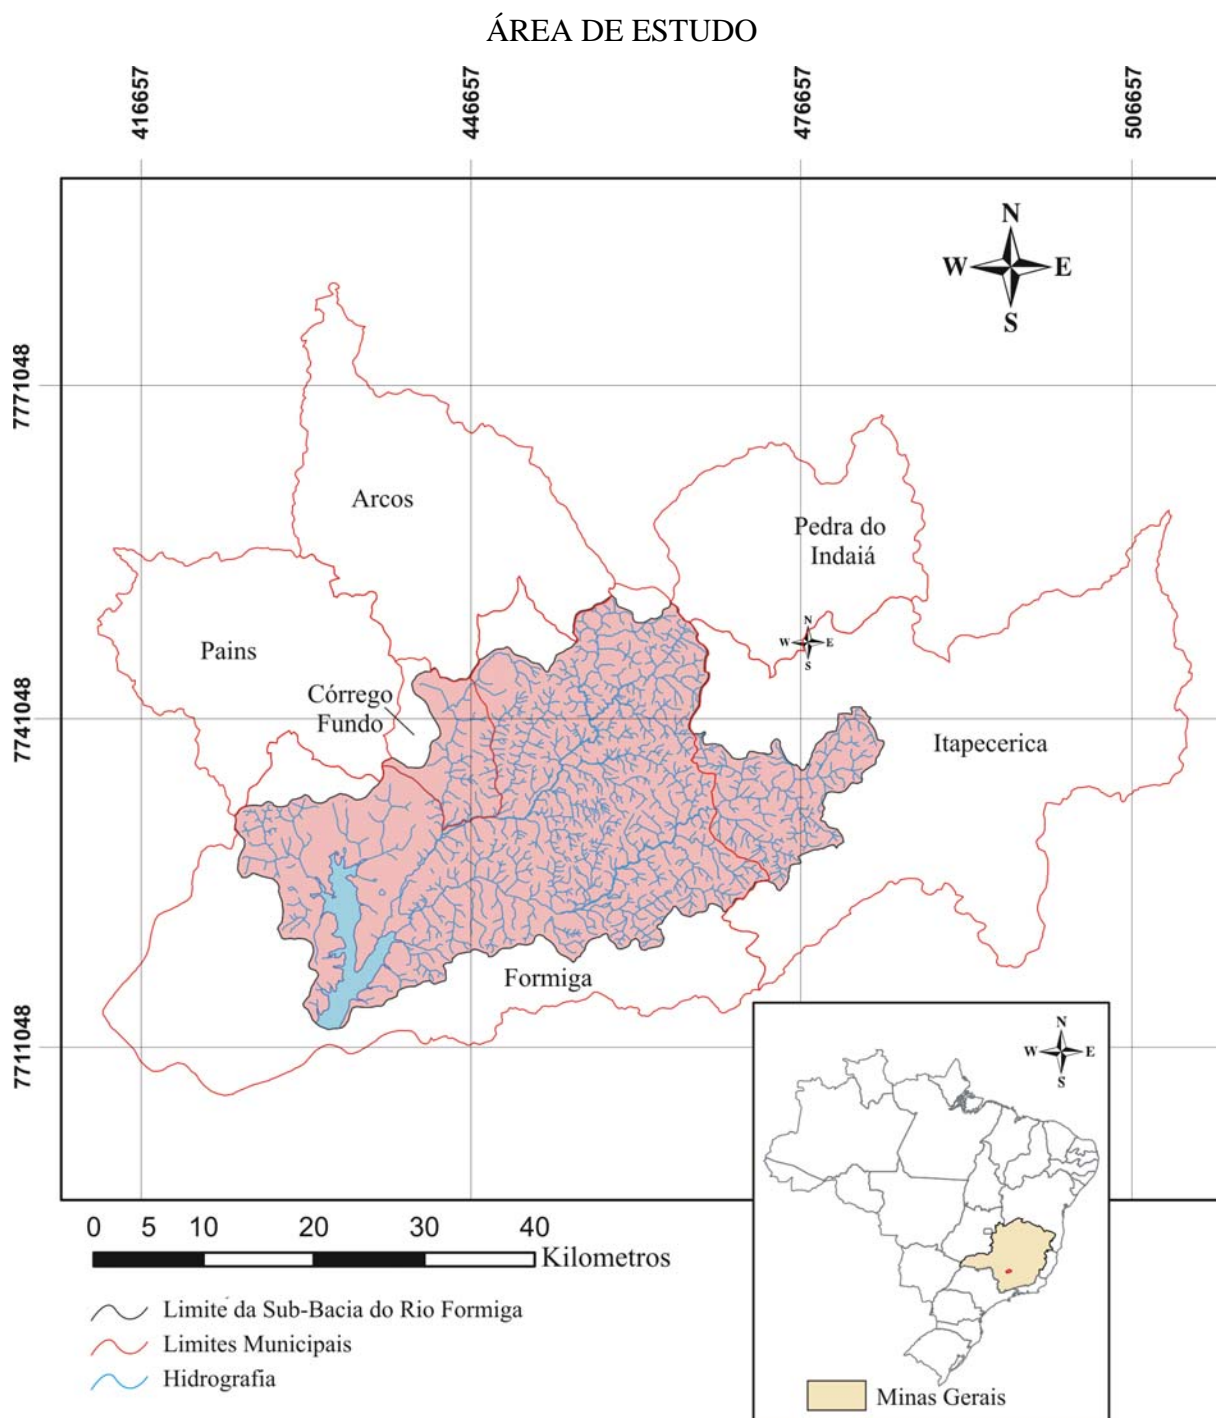 ÁREA DE ESTUDO
416657
446657
476657
506657
N
W E
S
7771048
Arcos
Pedra do
Indaiá
N
W E
S
Pains
Córrego
Fundo
7741048
Itapecerica
Formiga
7711048
N
W E
S
0 5 10 20 30 40
Kilometros
Limite da Sub-Bacia do Rio Formiga
Limites Municipais
Hidrografia
Minas Gerais